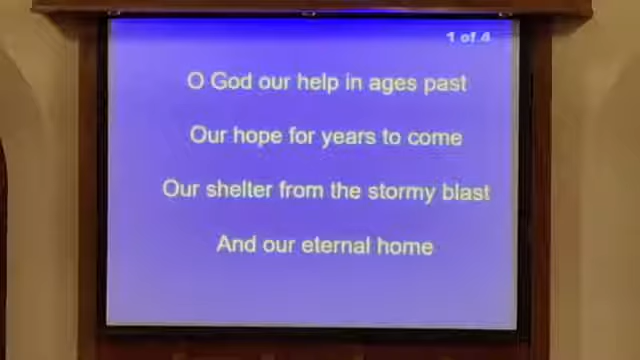 1 of 4
O God our help in ages past
Our hope for years to come
Our shelter from the stormy blast
And our eternal home